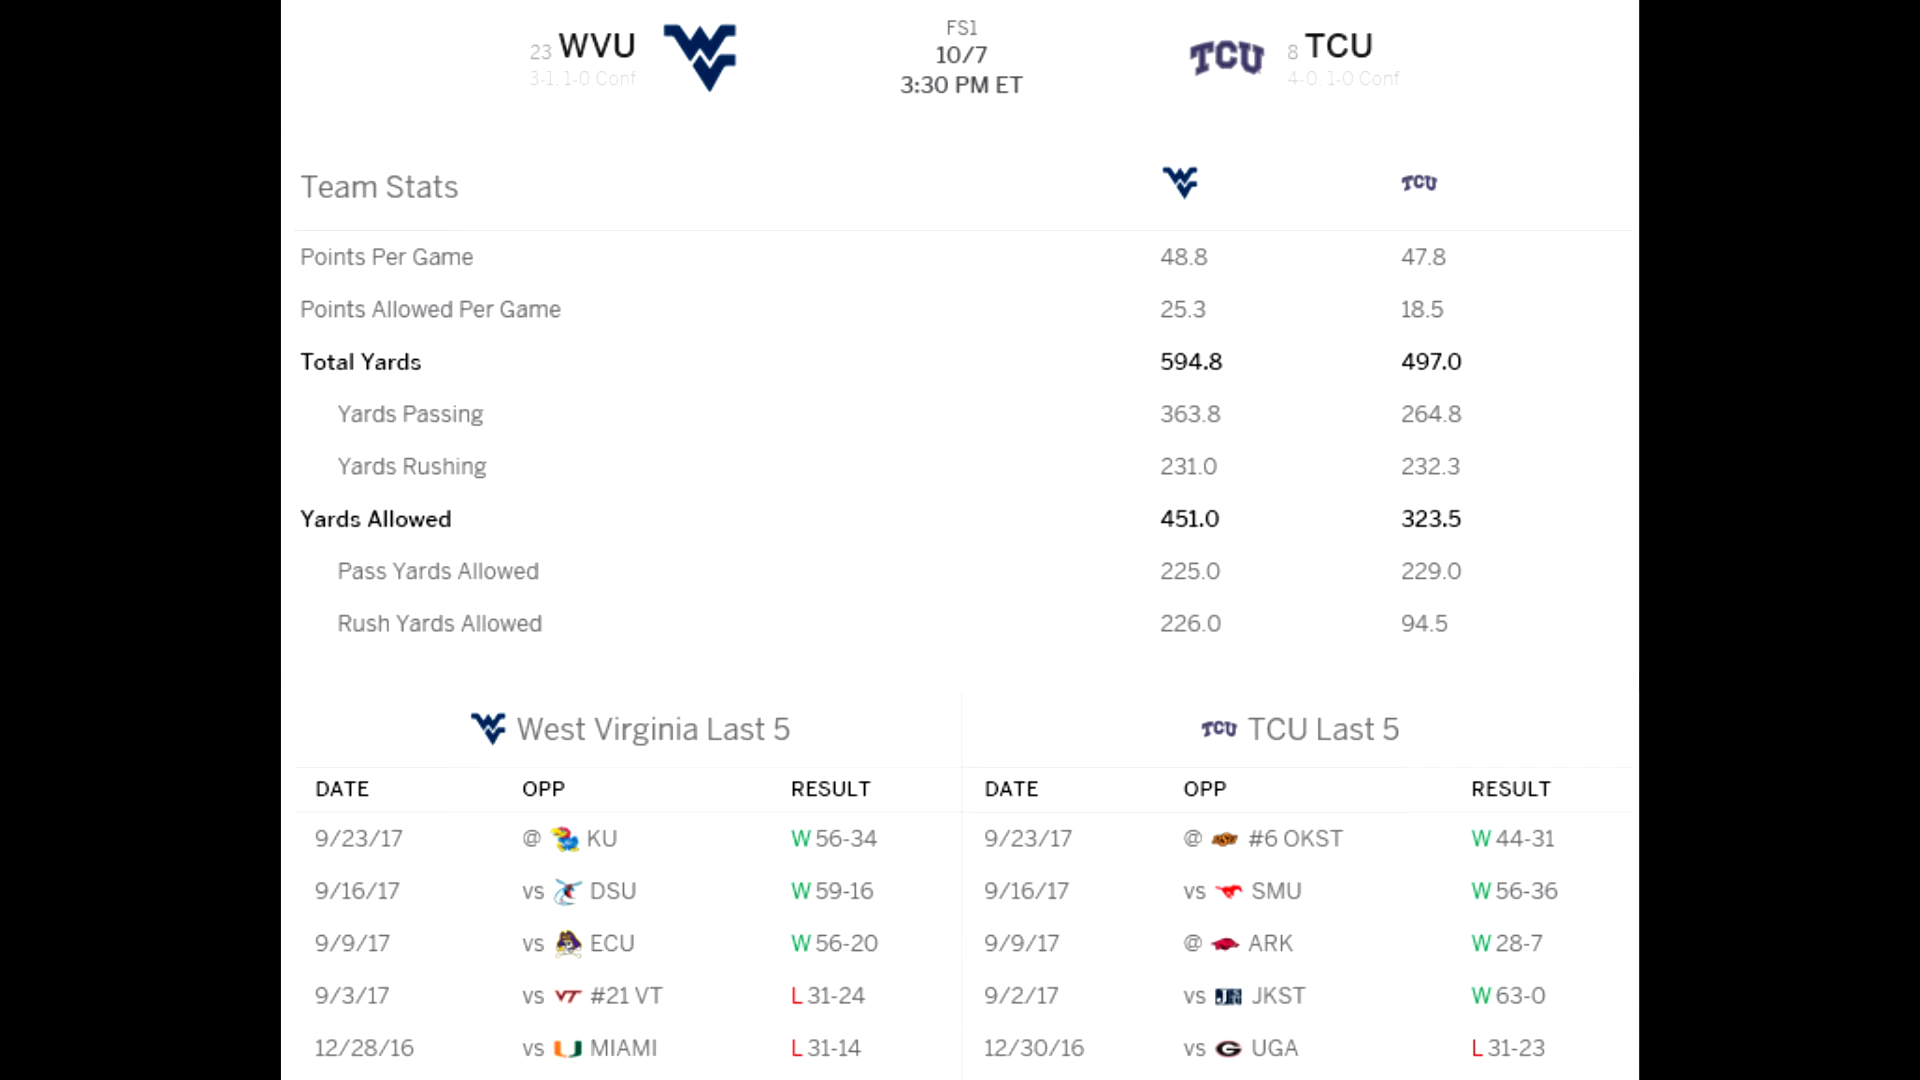 23 WVU
3-1, 1-0 Conf
FS1
10/7
3:30 PM ET
TCU
8 TCU
4-0, 1-0 Conf
Team Stats
TCU
Points Per Game 48.8 47.8
Points Allowed Per Game 25.3 18.5
Total Yards 594.8 497.0
Yards Passing 363.8 264.8
Yards Rushing 231.0 232.3
Yards Allowed 451.0 323.5
Pass Yards Allowed 225.0 229.0
Rush Yards Allowed 226.0 94.5
West Virginia Last 5
DATE OPP RESULT
9/23/17 @ KU W 56-34
9/16/17 vs DSU W 59-16
9/9/17 vs ECU W 56-20
9/3/17 vs VT #21 VT L 31-24
12/28/16 vs MIAMI L 31-14
TCU TCU Last 5
DATE OPP RESULT
9/23/17 @ #6 OKST W 44-31
9/16/17 vs SMU W 56-36
9/9/17 @ ARK W 28-7
9/2/17 vs JKST W 63-0
12/30/16 vs UGA L 31-23